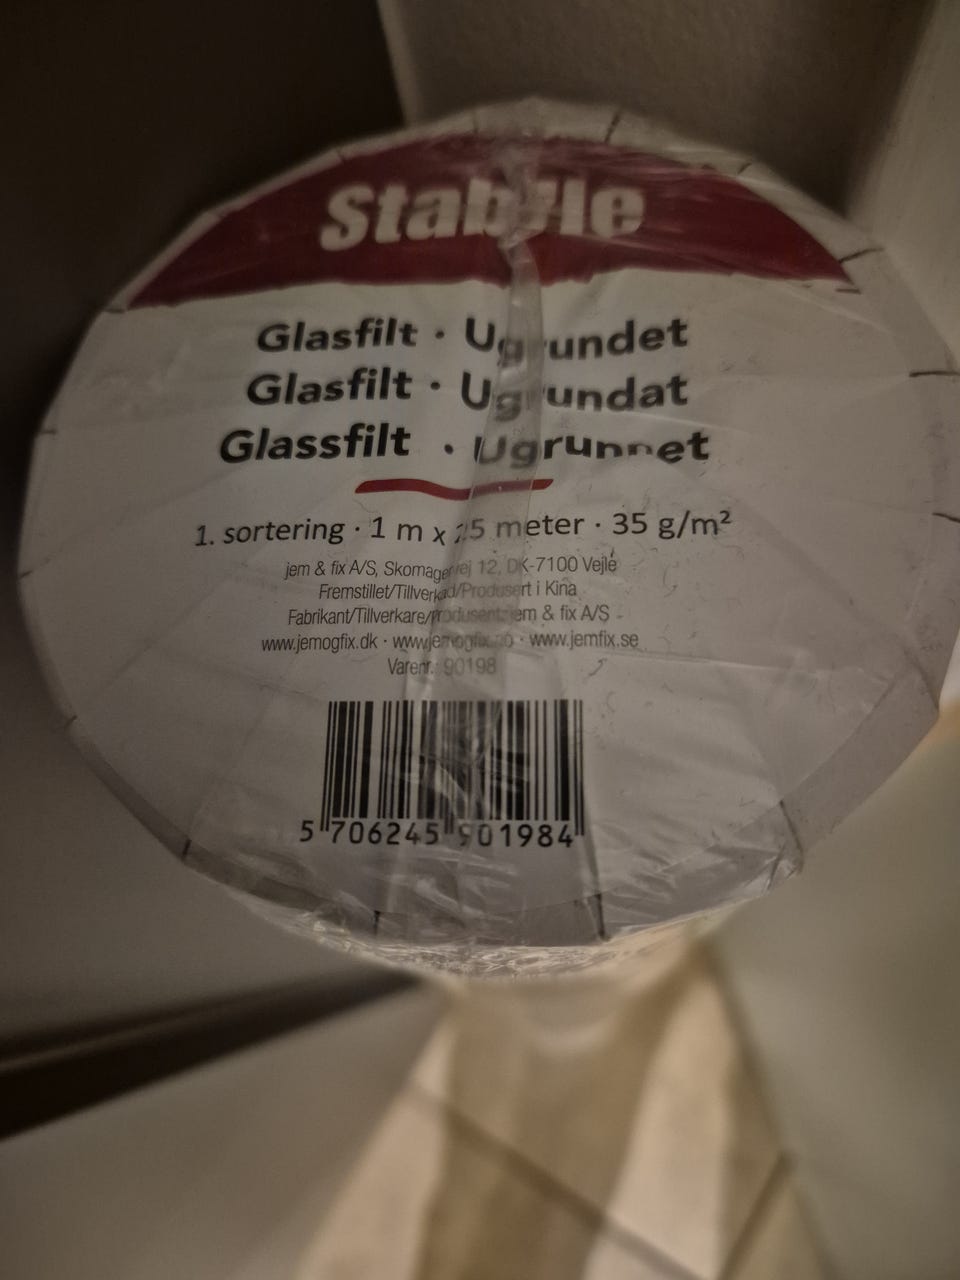 Stabile
Glasfilt · Ugrundet
Glasfilt · Ugrundat
Glassfilt · Ugrunnet
1. sortering · 1 m x 25 meter · 35 g/m²
jem & fix A/S, Skomagervej 12, DK-7100 Vejle
Fremstillet/Tillverkad/Produsert i Kina
Fabrikant/Tillverkare/produsent: jem & fix A/S
www.jemogfix.dk · www.jemogfix.no · www.jemfix.se
Varenr.: 90198
5 706245 901984